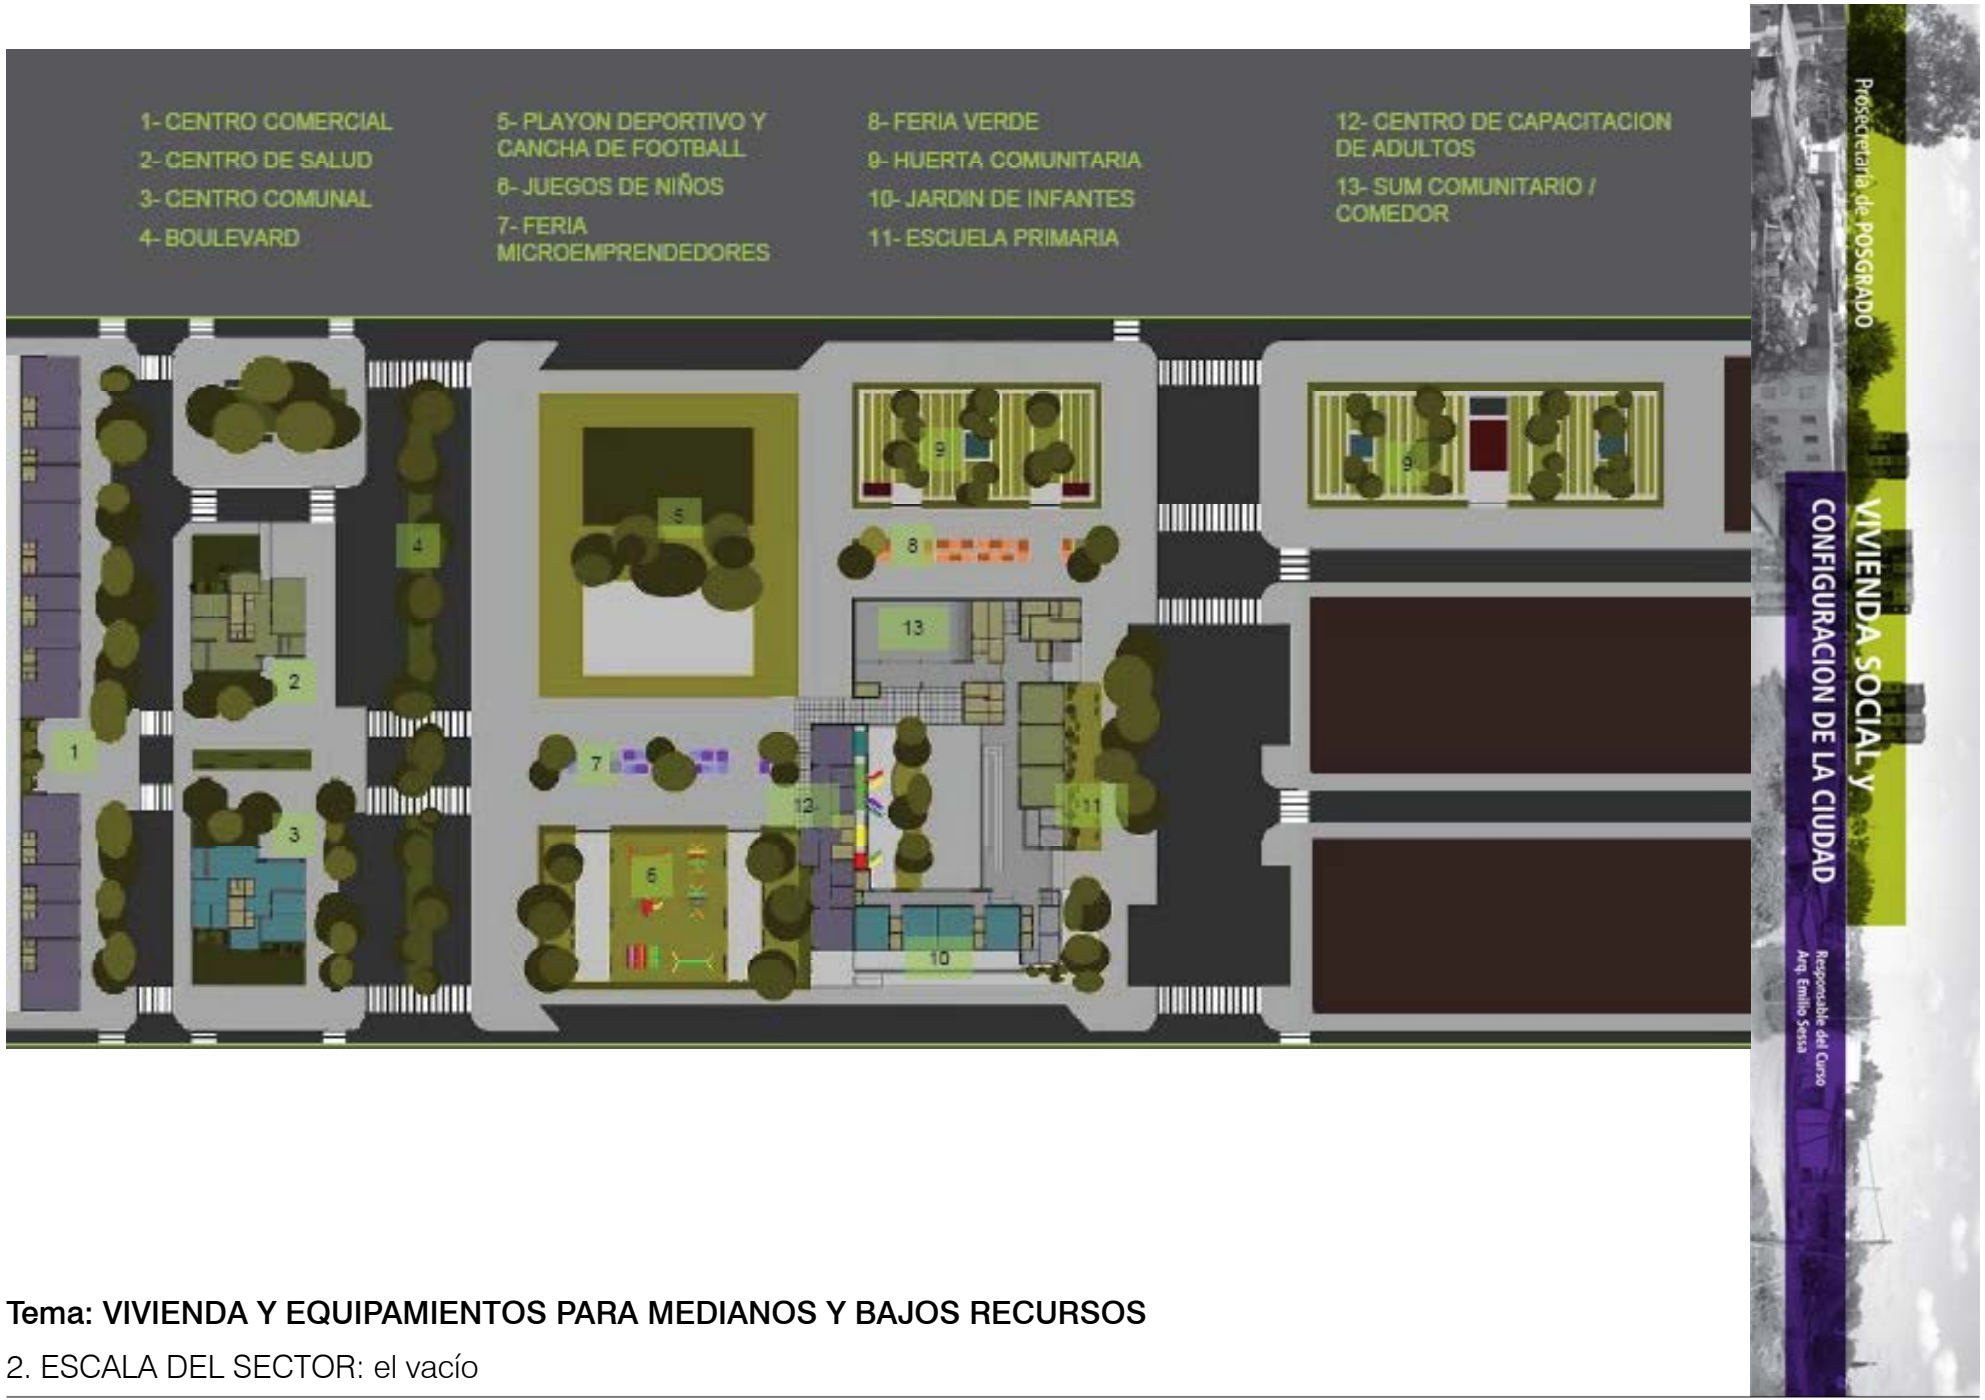 1- CENTRO COMERCIAL
2- CENTRO DE SALUD
3- CENTRO COMUNAL
4- BOULEVARD
5- PLAYON DEPORTIVO Y
CANCHA DE FOOTBALL
6- JUEGOS DE NIÑOS
7- FERIA
MICROEMPRENDEDORES
8- FERIA VERDE
9- HUERTA COMUNITARIA
10- JARDIN DE INFANTES
11- ESCUELA PRIMARIA
12- CENTRO DE CAPACITACION
DE ADULTOS
13- SUM COMUNITARIO /
COMEDOR
9
9
5
4
8
13
2
1
7
12
11
3
6
10
Prosecretaría de POSGRADO
VIVIENDA SOCIAL y
CONFIGURACION DE LA CIUDAD
Responsable del Curso
Arq. Emilio Sessa
Tema: VIVIENDA Y EQUIPAMIENTOS PARA MEDIANOS Y BAJOS RECURSOS
2. ESCALA DEL SECTOR: el vacío